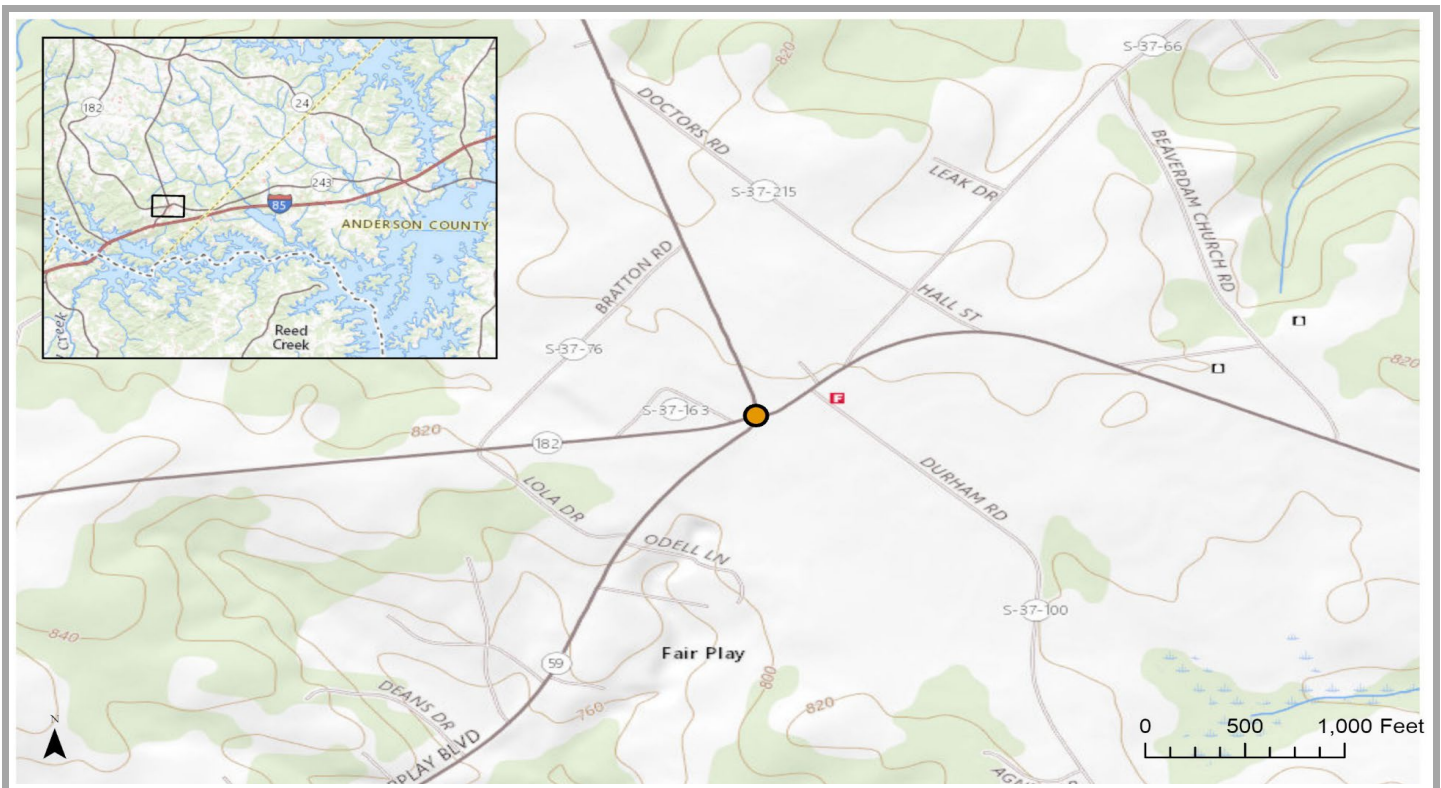 182
24
243
85
ANDERSON COUNTY
Reed
Creek
Creek
820
S-37-66
DOCTORS RD
S-37-215
LEAK DR
BEAVERDAM CHURCH RD
BRATTON RD
HALL ST
S-37-76
820
F
S-37-163
820
182
LOLA DR
DURHAM RD
ODELL LN
S-37-100
840
Fair Play
59
800
820
760
DEANS DR
PLAY BLVD
N
0 500 1,000 Feet